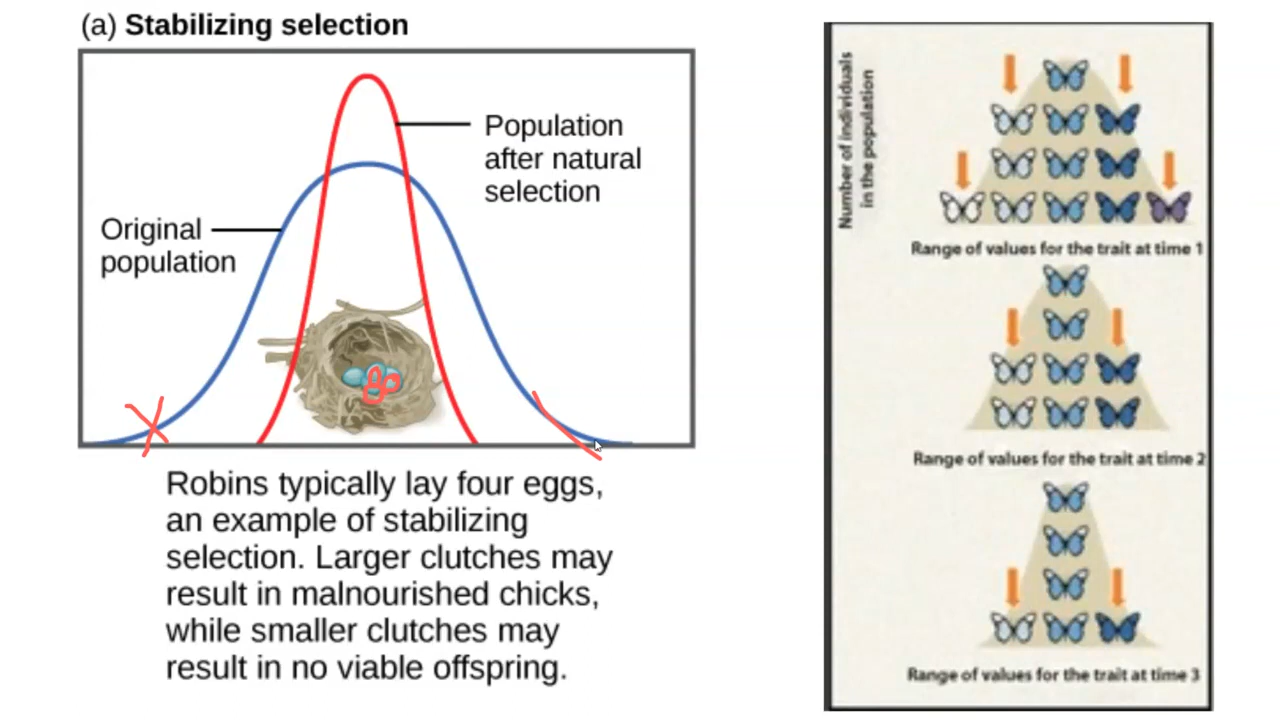 (a) Stabilizing selection
Population
after natural
selection
Original
population
Robins typically lay four eggs,
an example of stabilizing
selection. Larger clutches may
result in malnourished chicks,
while smaller clutches may
result in no viable offspring.
Number of individuals
in the population
Range of values for the trait at time 1
Range of values for the trait at time 2
Range of values for the trait at time 3